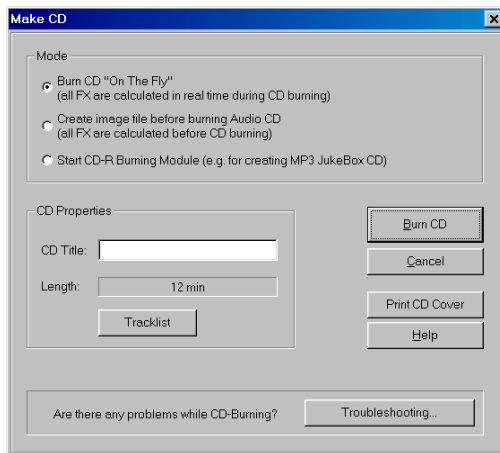 Make CD
Mode
Burn CD "On The Fly"
(all FX are calculated in real time during CD burning)
Create image file before burning Audio CD
(all FX are calculated before CD burning)
Start CD-R Burning Module (e.g. for creating MP3 JukeBox CD)
CD Properties
CD Title:
Length:
12 min
Tracklist
Burn CD
Cancel
Print CD Cover
Help
Are there any problems while CD-Burning?
Troubleshooting...